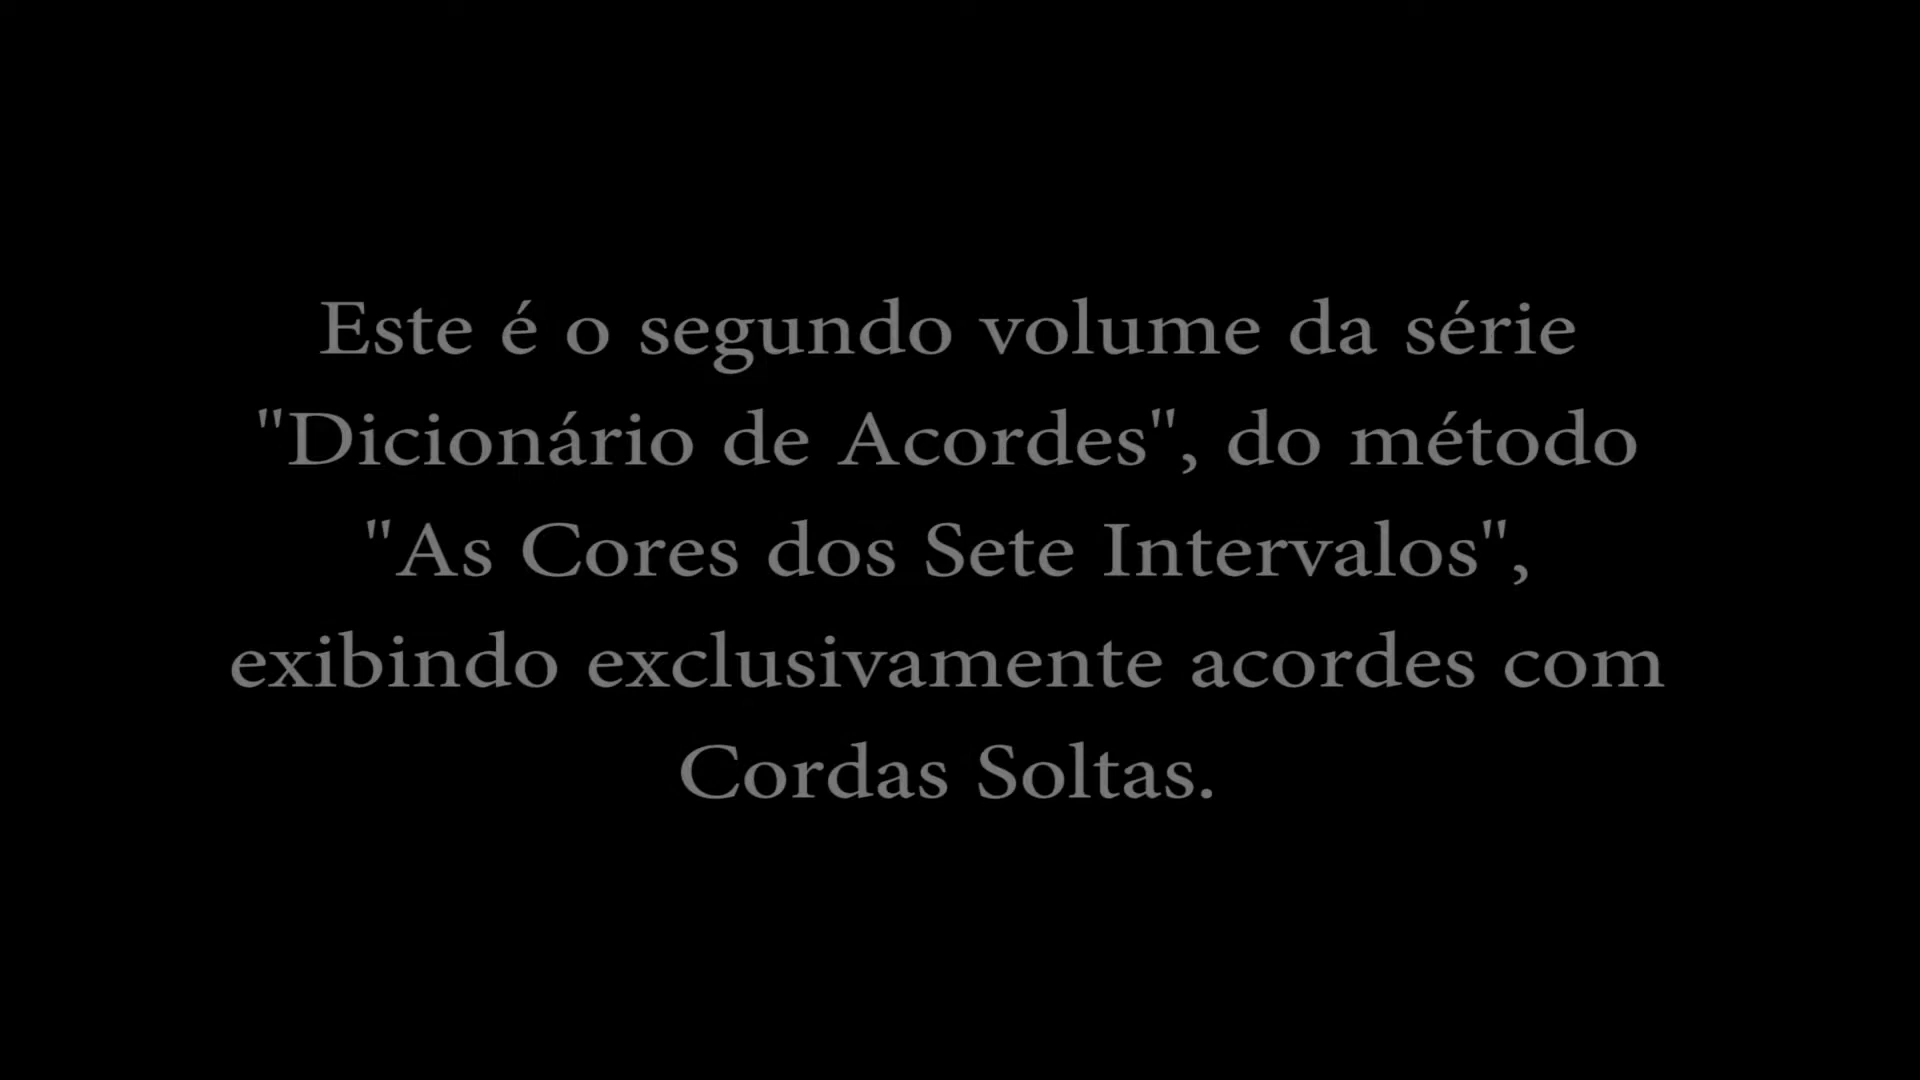 Este é o segundo volume da série
"Dicionário de Acordes", do método
"As Cores dos Sete Intervalos",
exibindo exclusivamente acordes com
Cordas Soltas.